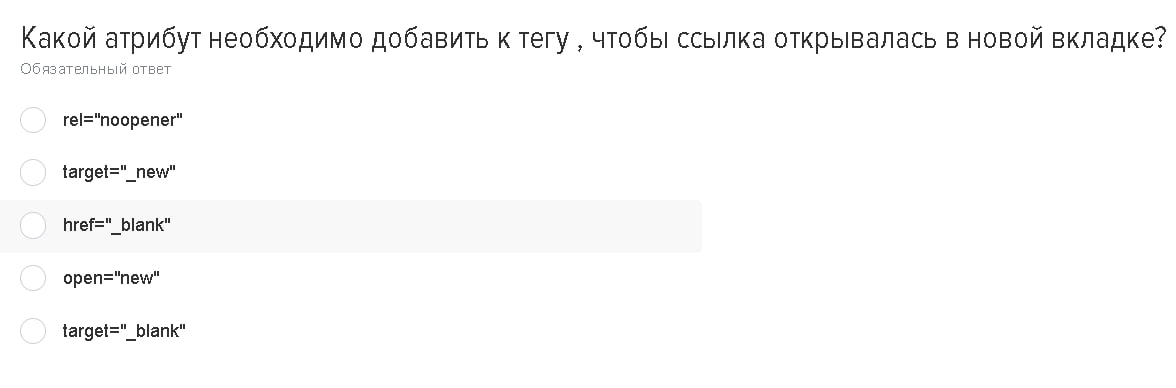 Какой атрибут необходимо добавить к тегу , чтобы ссылка открывалась в новой вкладке?
Обязательный ответ
rel="noopener"
target="_new"
href="_blank"
open="new"
target="_blank"